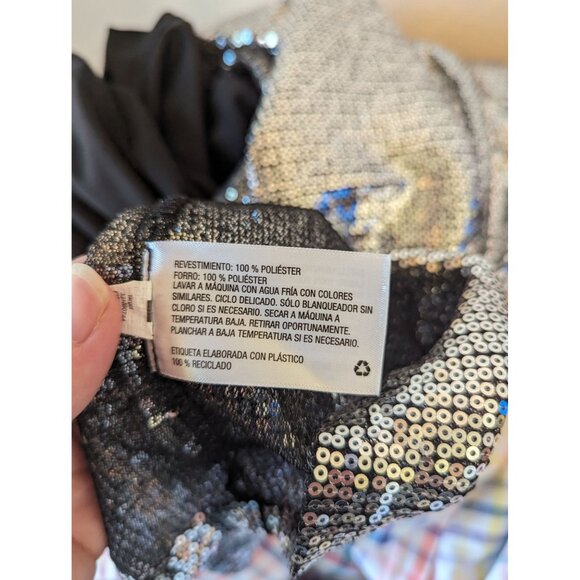 REVESTIMIENTO: 100 % POLIÉSTER
FORRO: 100 % POLIÉSTER
LAVAR A MÁQUINA CON AGUA FRÍA CON COLORES
SIMILARES. CICLO DELICADO. SÓLO BLANQUEADOR SIN
CLORO SI ES NECESARIO. SECAR A MÁQUINA A
TEMPERATURA BAJA. RETIRAR OPORTUNAMENTE.
PLANCHAR A BAJA TEMPERATURA SI ES NECESARIO.
ETIQUETA ELABORADA CON PLÁSTICO
100 % RECICLADO